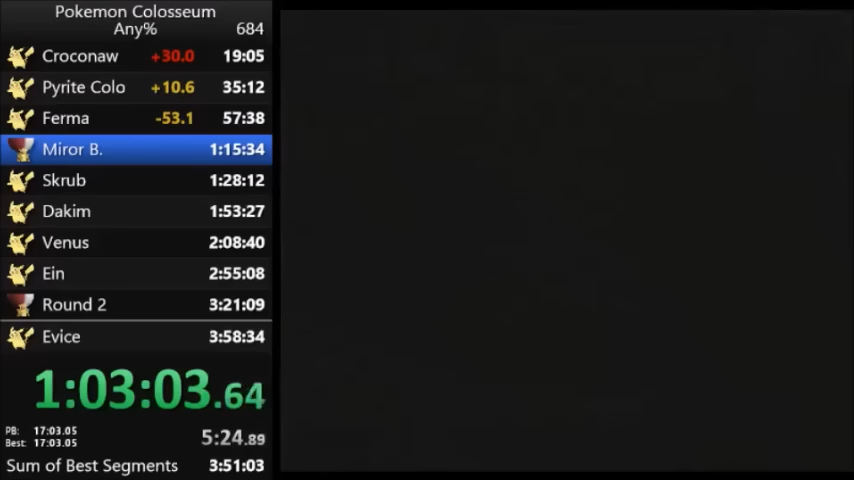 Pokemon Colosseum
Any% 684
Croconaw +30.0 19:05
Pyrite Colo +10.6 35:12
Ferma -53.1 57:38
Miror B. 1:15:34
Skrub 1:28:12
Dakim 1:53:27
Venus 2:08:40
Ein 2:55:08
Round 2 3:21:09
Evice 3:58:34
1:03:03.64
PB: 17:03.05
Best: 17:03.05 5:24.89
Sum of Best Segments 3:51:03